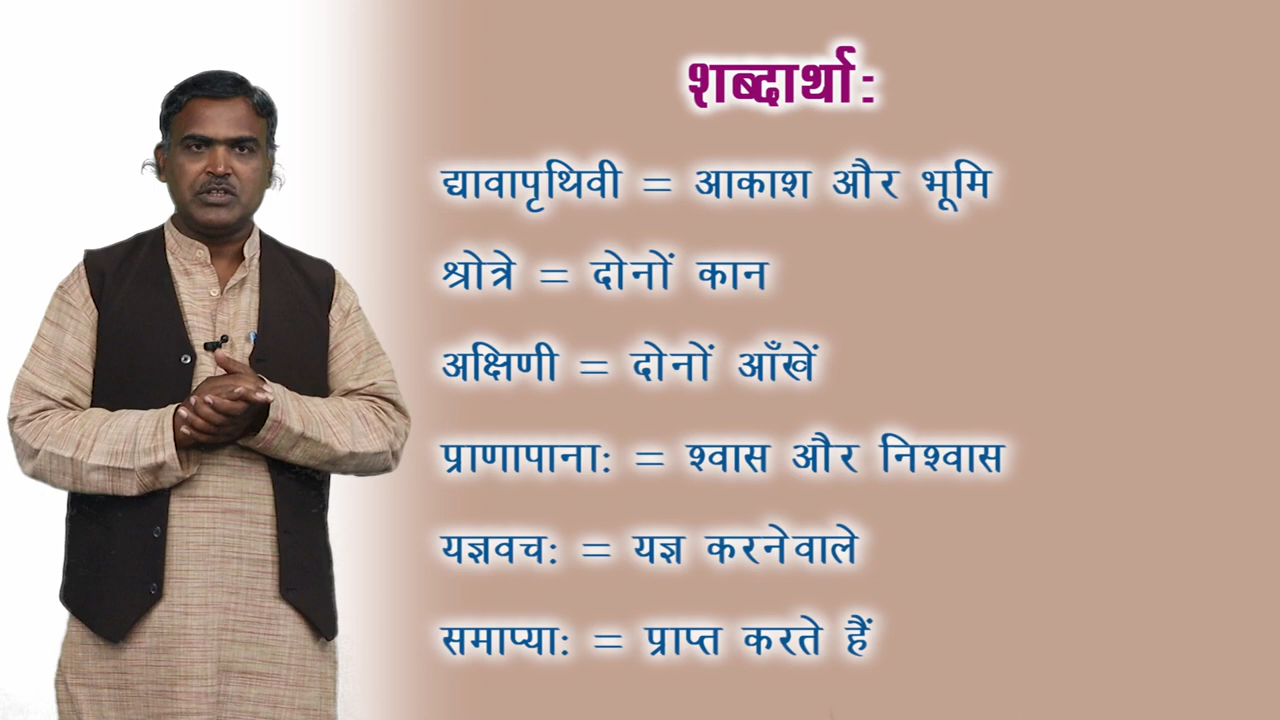 शब्दार्थाः
द्यावापृथिवी = आकाश और भूमि
श्रोत्रे = दोनों कान
अक्षिणी = दोनों आँखें
प्राणापानाः = श्वास और निश्वास
यज्ञवचः = यज्ञ करनेवाले
समाप्याः = प्राप्त करते हैं